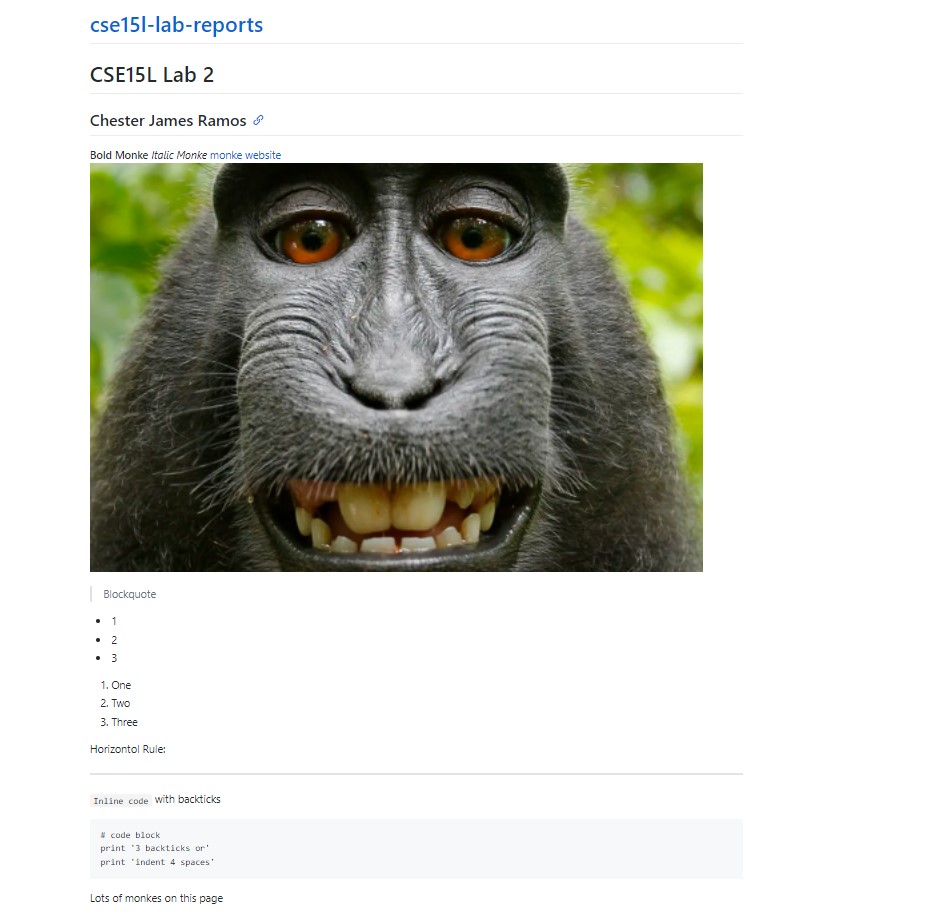 cse15l-lab-reports
CSE15L Lab 2
Chester James Ramos
Bold Monke Italic Monke monke website
Blockquote
• 1
• 2
• 3
1. One
2. Two
3. Three
Horizontol Rule:
Inline code with backticks
# code block
print '3 backticks or'
print 'indent 4 spaces'
Lots of monkes on this page